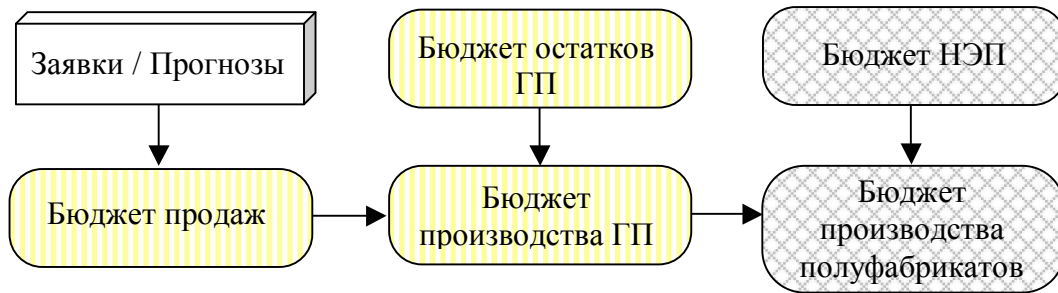 Заявки / Прогнозы
Бюджет остатков
ГП
Бюджет НЭП
Бюджет продаж
Бюджет
производства ГП
Бюджет
производства
полуфабрикатов